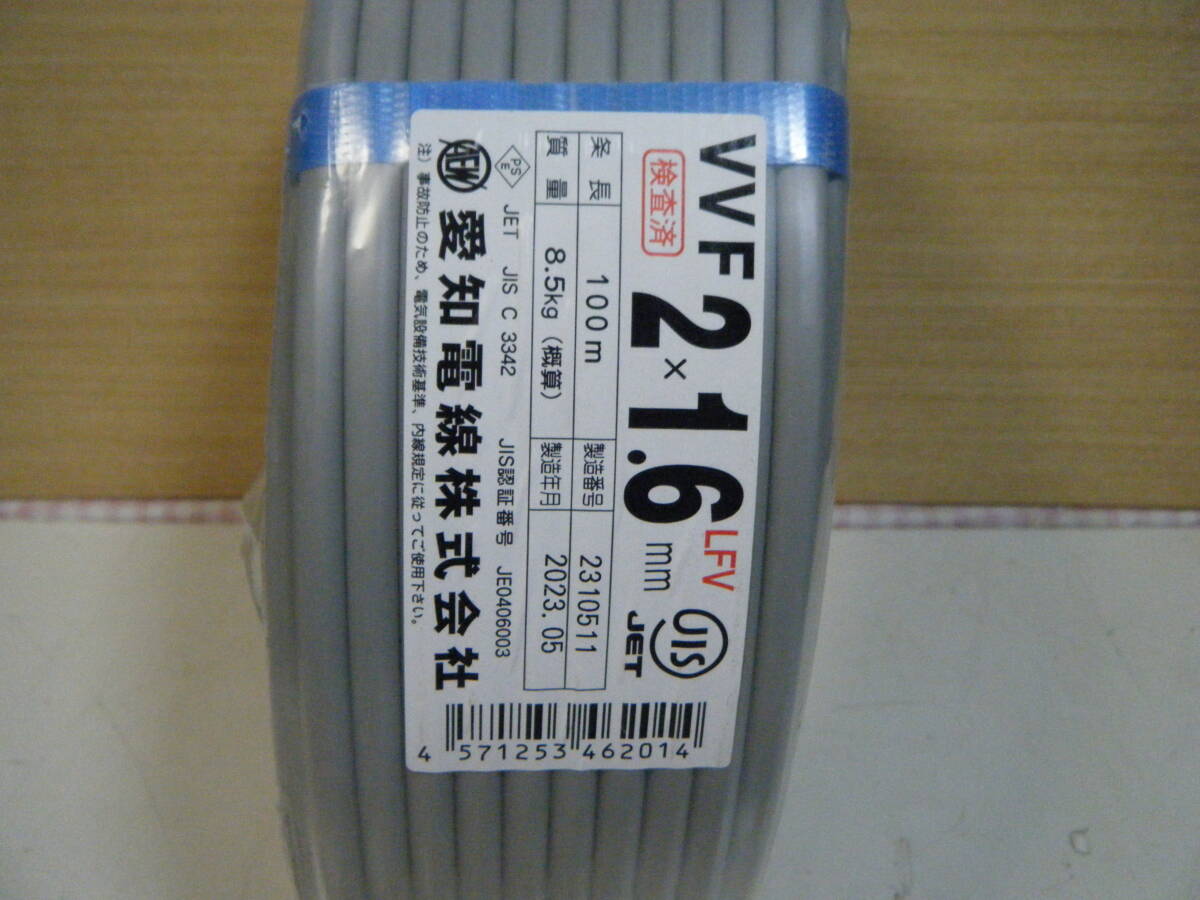 VVF 2×1.6mm LFV
検査済
JIS
JET
条長 100m 製造番号 2310511
質量 8.5kg (概算) 製造年月 2023.05
PSE JET JIS C 3342 JIS認証番号 JE0406003
AEW 愛知電線株式会社
注)事故防止のため、電気設備技術基準、内線規定に従ってご使用下さい。
4 571253 462014